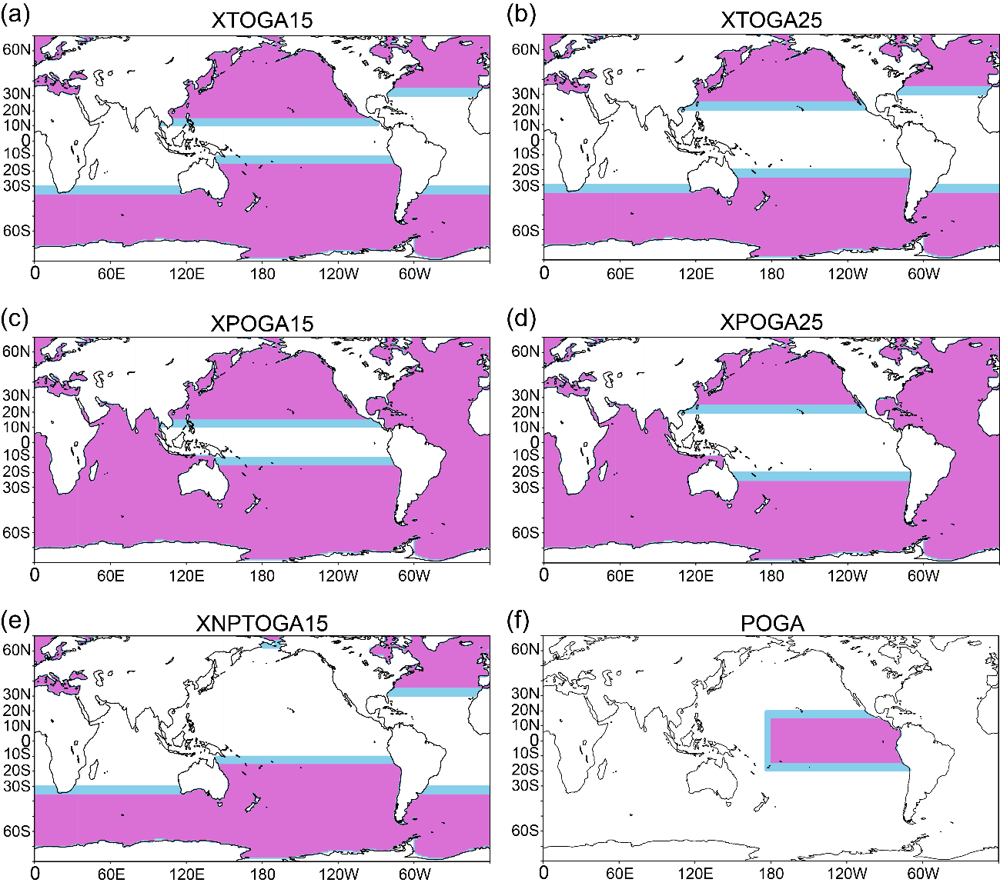 (a) XTOGA15
60N
30N
20N
10N
0
10S
20S
30S
60S
0 60E 120E 180 120W 60W
(b) XTOGA25
60N
30N
20N
10N
0
10S
20S
30S
60S
0 60E 120E 180 120W 60W
(c) XPOGA15
60N
30N
20N
10N
0
10S
20S
30S
60S
0 60E 120E 180 120W 60W
(d) XPOGA25
60N
30N
20N
10N
0
10S
20S
30S
60S
0 60E 120E 180 120W 60W
(e) XNPTOGA15
60N
30N
20N
10N
0
10S
20S
30S
60S
0 60E 120E 180 120W 60W
(f) POGA
60N
30N
20N
10N
0
10S
20S
30S
60S
0 60E 120E 180 120W 60W